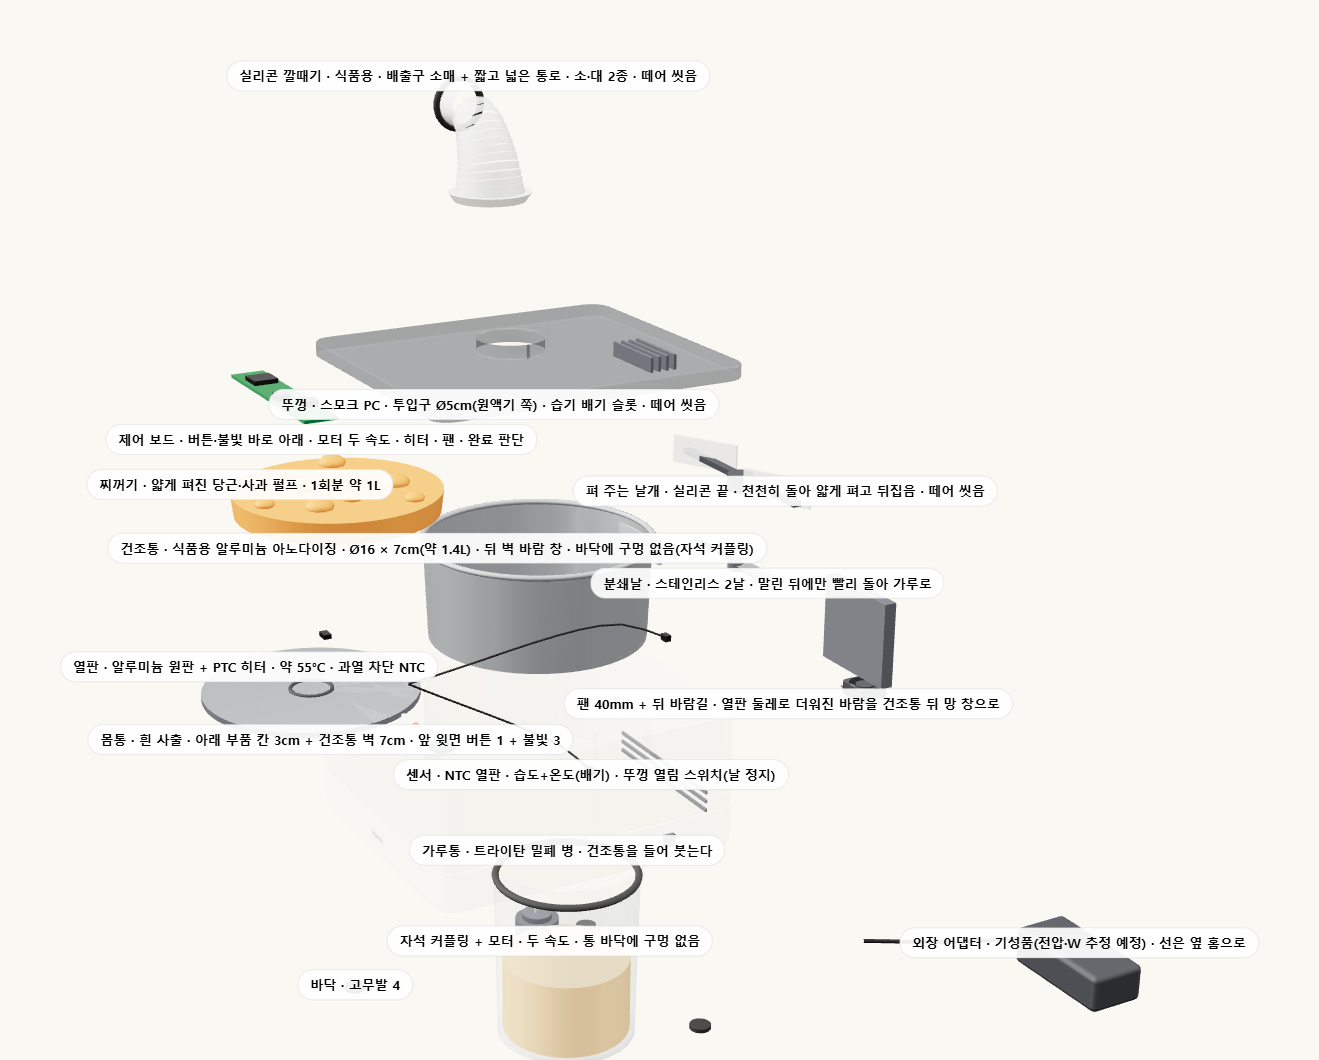 실리콘 깔때기 · 식품용 · 배출구 소매 + 짧고 넓은 통로 · 소·대 2종 · 떼어 씻음
뚜껑 · 스모크 PC · 투입구 Ø5cm(원액기 쪽) · 습기 배기 슬롯 · 떼어 씻음
제어 보드 · 버튼·불빛 바로 아래 · 모터 두 속도 · 히터 · 팬 · 완료 판단
찌꺼기 · 얇게 펴진 당근·사과 펄프 · 1회분 약 1L
펴 주는 날개 · 실리콘 끝 · 천천히 돌아 얇게 펴고 뒤집음 · 떼어 씻음
건조통 · 식품용 알루미늄 아노다이징 · Ø16 × 7cm(약 1.4L) · 뒤 벽 바람 창 · 바닥에 구멍 없음(자석 커플링)
분쇄날 · 스테인리스 2날 · 말린 뒤에만 빨리 돌아 가루로
열판 · 알루미늄 원판 + PTC 히터 · 약 55°C · 과열 차단 NTC
팬 40mm + 뒤 바람길 · 열판 둘레로 더워진 바람을 건조통 뒤 망 창으로
몸통 · 흰 사출 · 아래 부품 칸 3cm + 건조통 벽 7cm · 앞 윗면 버튼 1 + 불빛 3
센서 · NTC 열판 · 습도+온도(배기) · 뚜껑 열림 스위치(날 정지)
가루통 · 트라이탄 밀폐 병 · 건조통을 들어 붓는다
자석 커플링 + 모터 · 두 속도 · 통 바닥에 구멍 없음
외장 어댑터 · 기성품(전압·W 추정 예정) · 선은 옆 홈으로
바닥 · 고무발 4